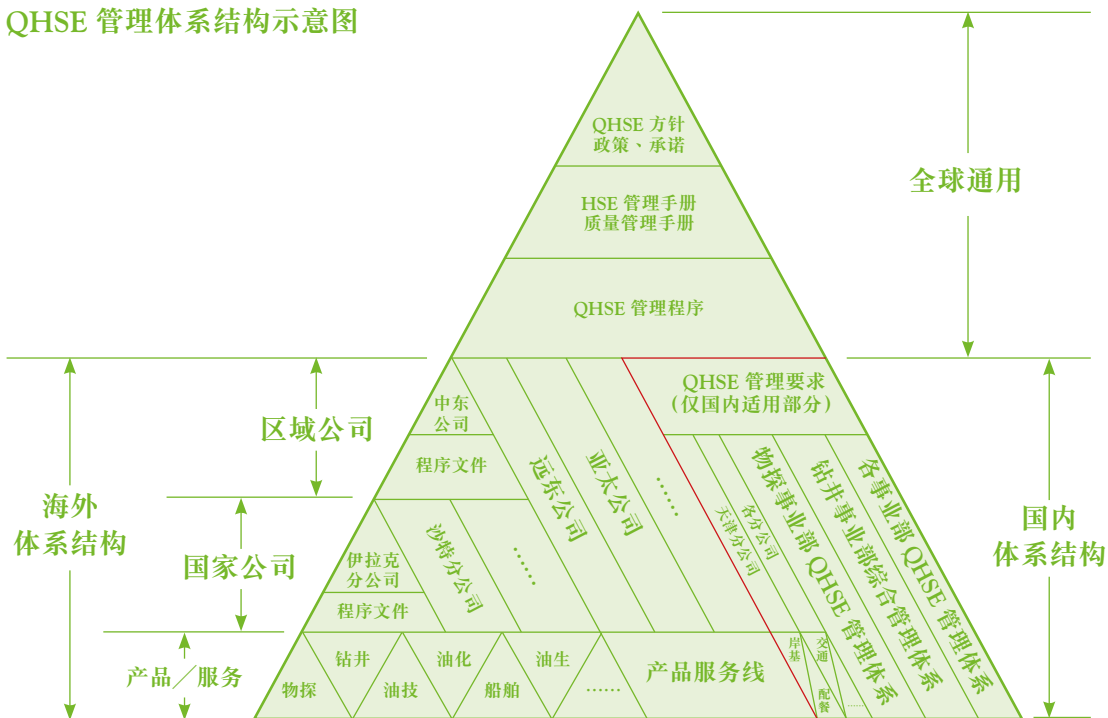 QHSE 管理体系结构示意图
QHSE 方针
政策、承诺
HSE 管理手册
质量管理手册
QHSE 管理程序
全球通用
海外
体系结构
区域公司
国家公司
产品／服务
中东
公司
程序文件
远东公司
亚太公司
……
伊拉克
分公司
程序文件
沙特分公司
……
物探
钻井
油技
油化
船舶
油生
……
产品服务线
QHSE 管理要求
（仅国内适用部分）
天津分公司
各分公司
物探事业部 QHSE 管理体系
钻井事业部综合管理体系
各事业部 QHSE 管理体系
岸基
交通
配餐
……
国内
体系结构